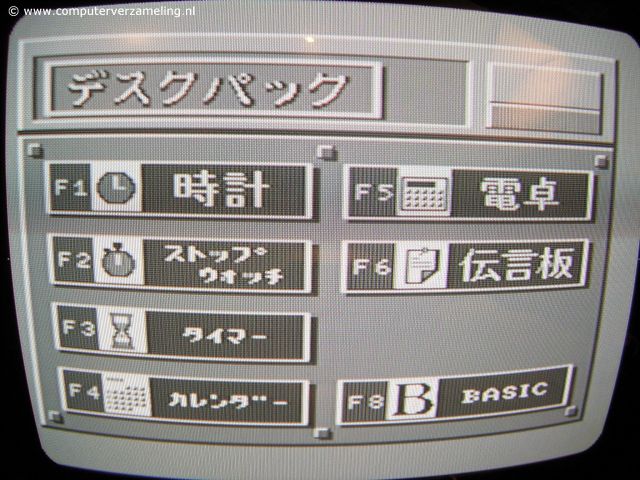 © www.computerverzameling.nl
デスクパック
F1 時計
F2 ストップ
ウォッチ
F3 タイマー
F4 カレンダー
F5 電卓
F6 伝言板
F8 B BASIC